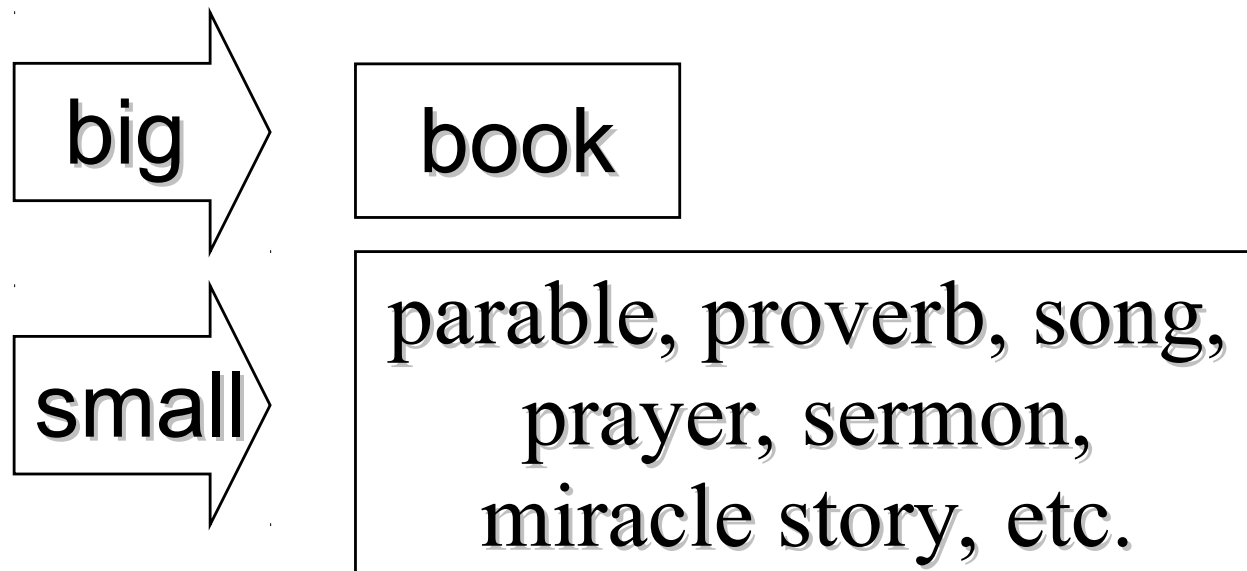 big
book
small
parable, proverb, song,
prayer, sermon,
miracle story, etc.